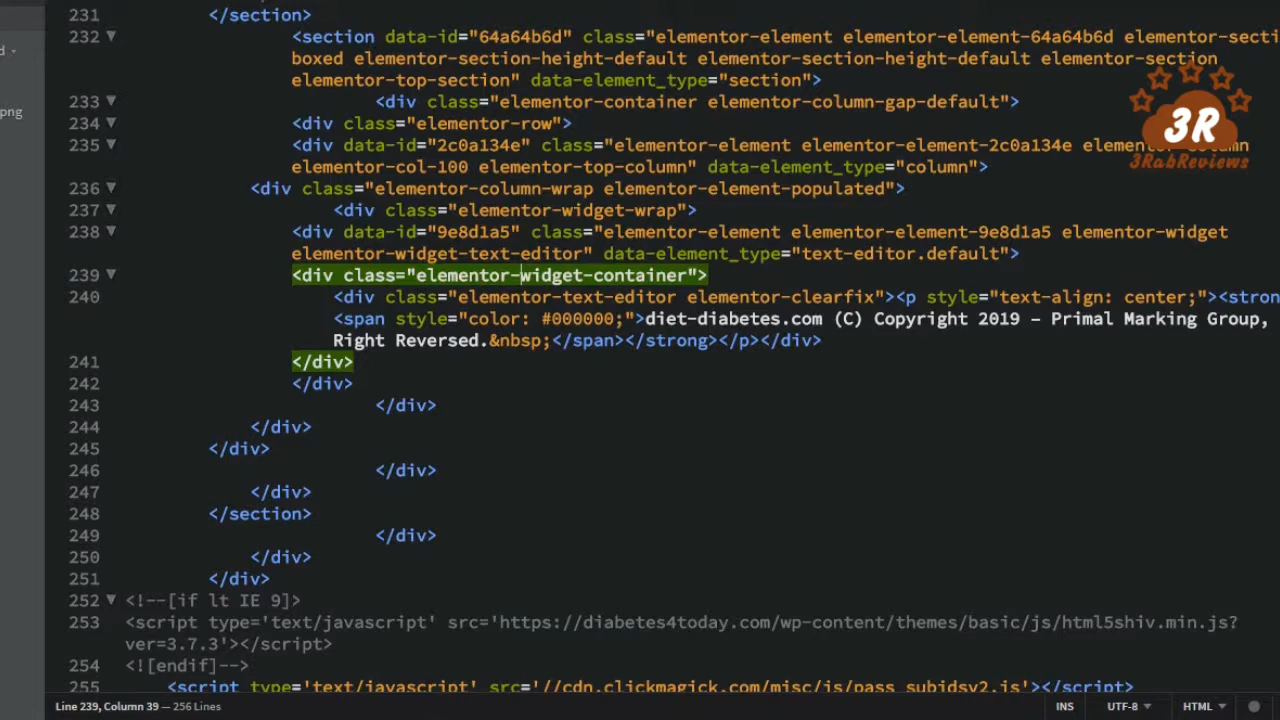 231 </section>
232 <section data-id="64a64b6d" class="elementor-element elementor-element-64a64b6d elementor-secti
boxed elementor-section-height-default elementor-section-height-default elementor-section
elementor-top-section" data-element_type="section">
233 <div class="elementor-container elementor-column-gap-default">
234 <div class="elementor-row">
235 <div data-id="2c0a134e" class="elementor-element elementor-element-2c0a134e elementor-column
elementor-col-100 elementor-top-column" data-element_type="column">
236 <div class="elementor-column-wrap elementor-element-populated">
237 <div class="elementor-widget-wrap">
238 <div data-id="9e8d1a5" class="elementor-element elementor-element-9e8d1a5 elementor-widget
elementor-widget-text-editor" data-element_type="text-editor.default">
239 <div class="elementor-widget-container">
240 <div class="elementor-text-editor elementor-clearfix"><p style="text-align: center;"><stron
<span style="color: #000000;">diet-diabetes.com (C) Copyright 2019 – Primal Marking Group,
Right Reversed.&nbsp;</span></strong></p></div>
241 </div>
242 </div>
243 </div>
244 </div>
245 </div>
246 </div>
247 </div>
248 </section>
249 </div>
250 </div>
251 </div>
252 <!--[if lt IE 9]>
253 <script type='text/javascript' src='https://diabetes4today.com/wp-content/themes/basic/js/html5shiv.min.js?
ver=3.7.3'></script>
254 <![endif]-->
255 <script type='text/javascript' src='//cdn.clickmagick.com/misc/js/pass_subidsv2.js'></script>
d
png
3R
3RabReviews
Line 239, Column 39 — 256 Lines
INS
UTF-8
HTML